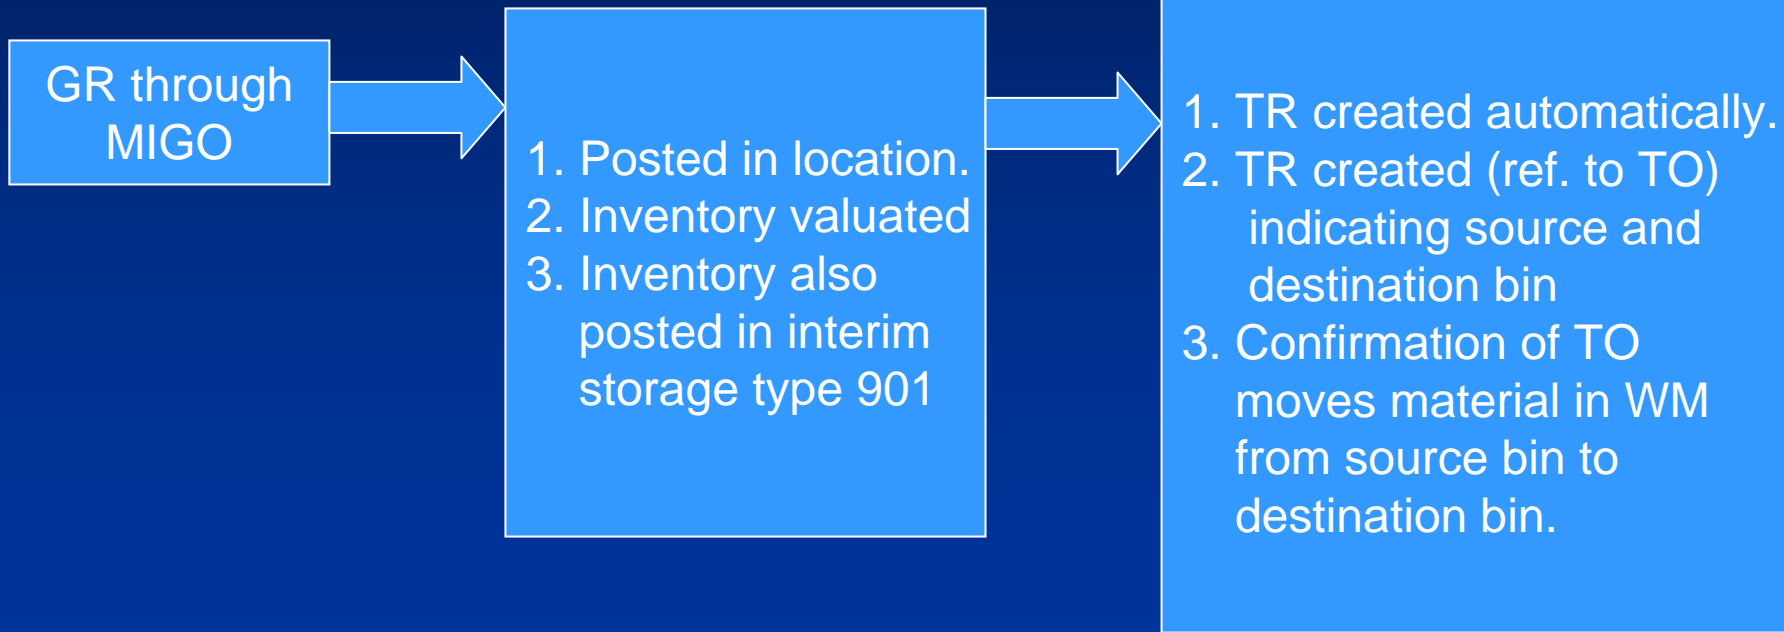 GR through
MIGO
1. Posted in location.
2. Inventory valuated
3. Inventory also
posted in interim
storage type 901
1. TR created automatically.
2. TR created (ref. to TO)
indicating source and
destination bin
3. Confirmation of TO
moves material in WM
from source bin to
destination bin.